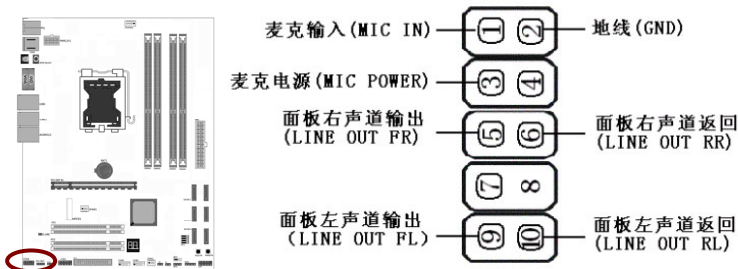 麦克输入(MIC IN)
1
2
地线(GND)
麦克电源(MIC POWER)
3
4
面板右声道输出
(LINE OUT FR)
5
6
面板右声道返回
(LINE OUT RR)
7
8
面板左声道输出
(LINE OUT FL)
9
10
面板左声道返回
(LINE OUT RL)